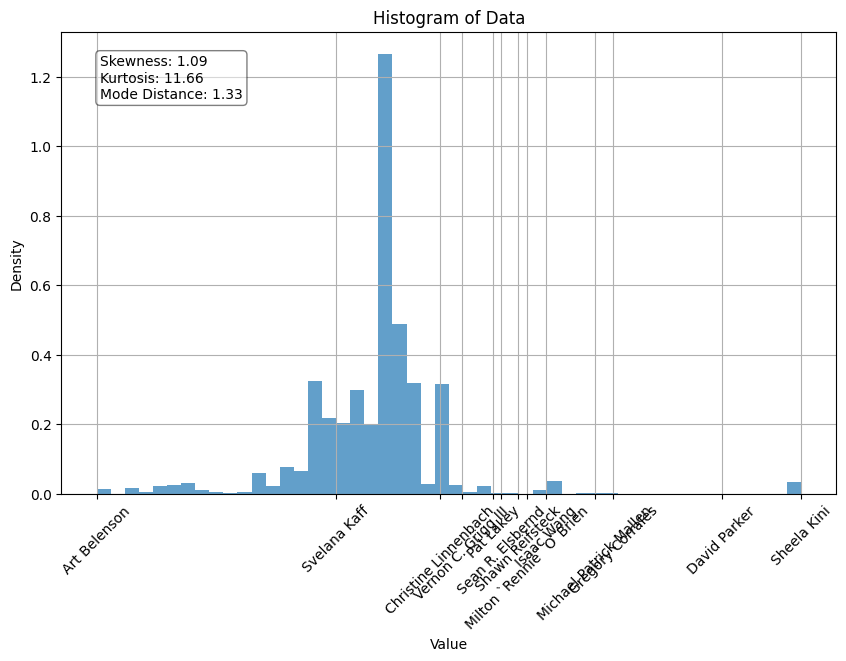 Histogram of Data
Skewness: 1.09
Kurtosis: 11.66
Mode Distance: 1.33
1.2
1.0
0.8
0.6
0.4
0.2
0.0
Density
Art Belenson
Svelana Kaff
Christine Linnenbach
Vernon C. Grigg III
Pat Lakey
Sean R. Elsbernd
Shawn Reifsteck
Isaac Wang
Milton `Rennie` O`Brien
Michael Patrick Mallen
Gregory Corrales
David Parker
Sheela Kini
Value